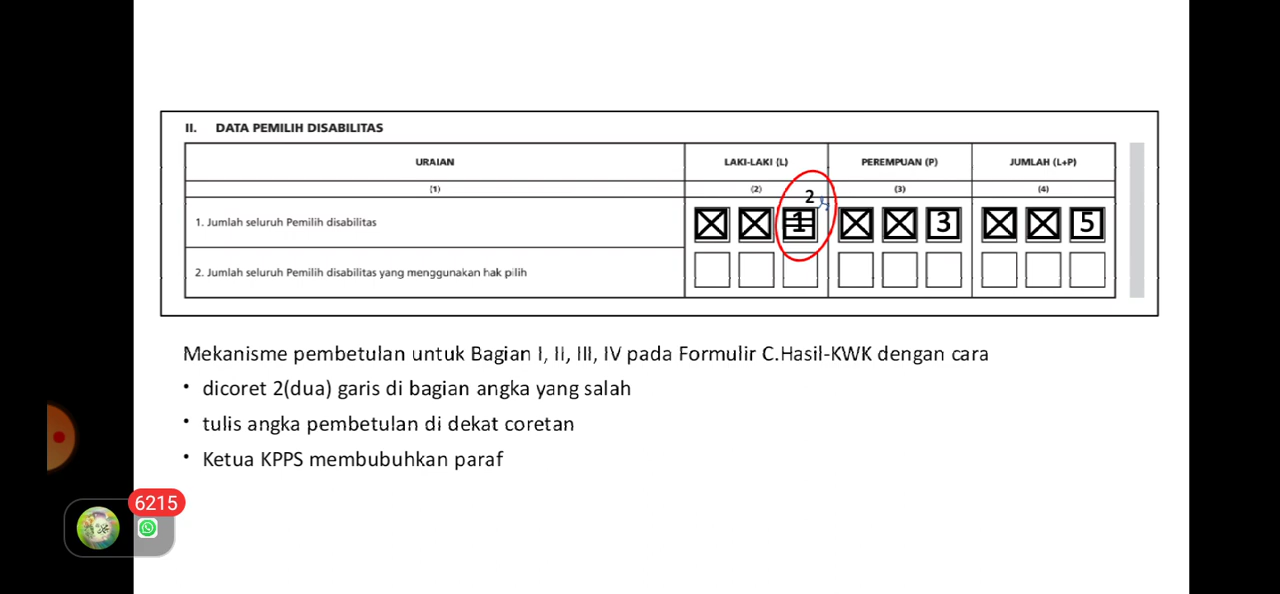 II. DATA PEMILIH DISABILITAS
URAIAN LAKI-LAKI (L) PEREMPUAN (P) JUMLAH (L+P)
(1) (2) (3) (4)
2
1. Jumlah seluruh Pemilih disabilitas X X 1 X X 3 X X 5
2. Jumlah seluruh Pemilih disabilitas yang menggunakan hak pilih
Mekanisme pembetulan untuk Bagian I, II, III, IV pada Formulir C.Hasil-KWK dengan cara
• dicoret 2(dua) garis di bagian angka yang salah
• tulis angka pembetulan di dekat coretan
• Ketua KPPS membubuhkan paraf
6215